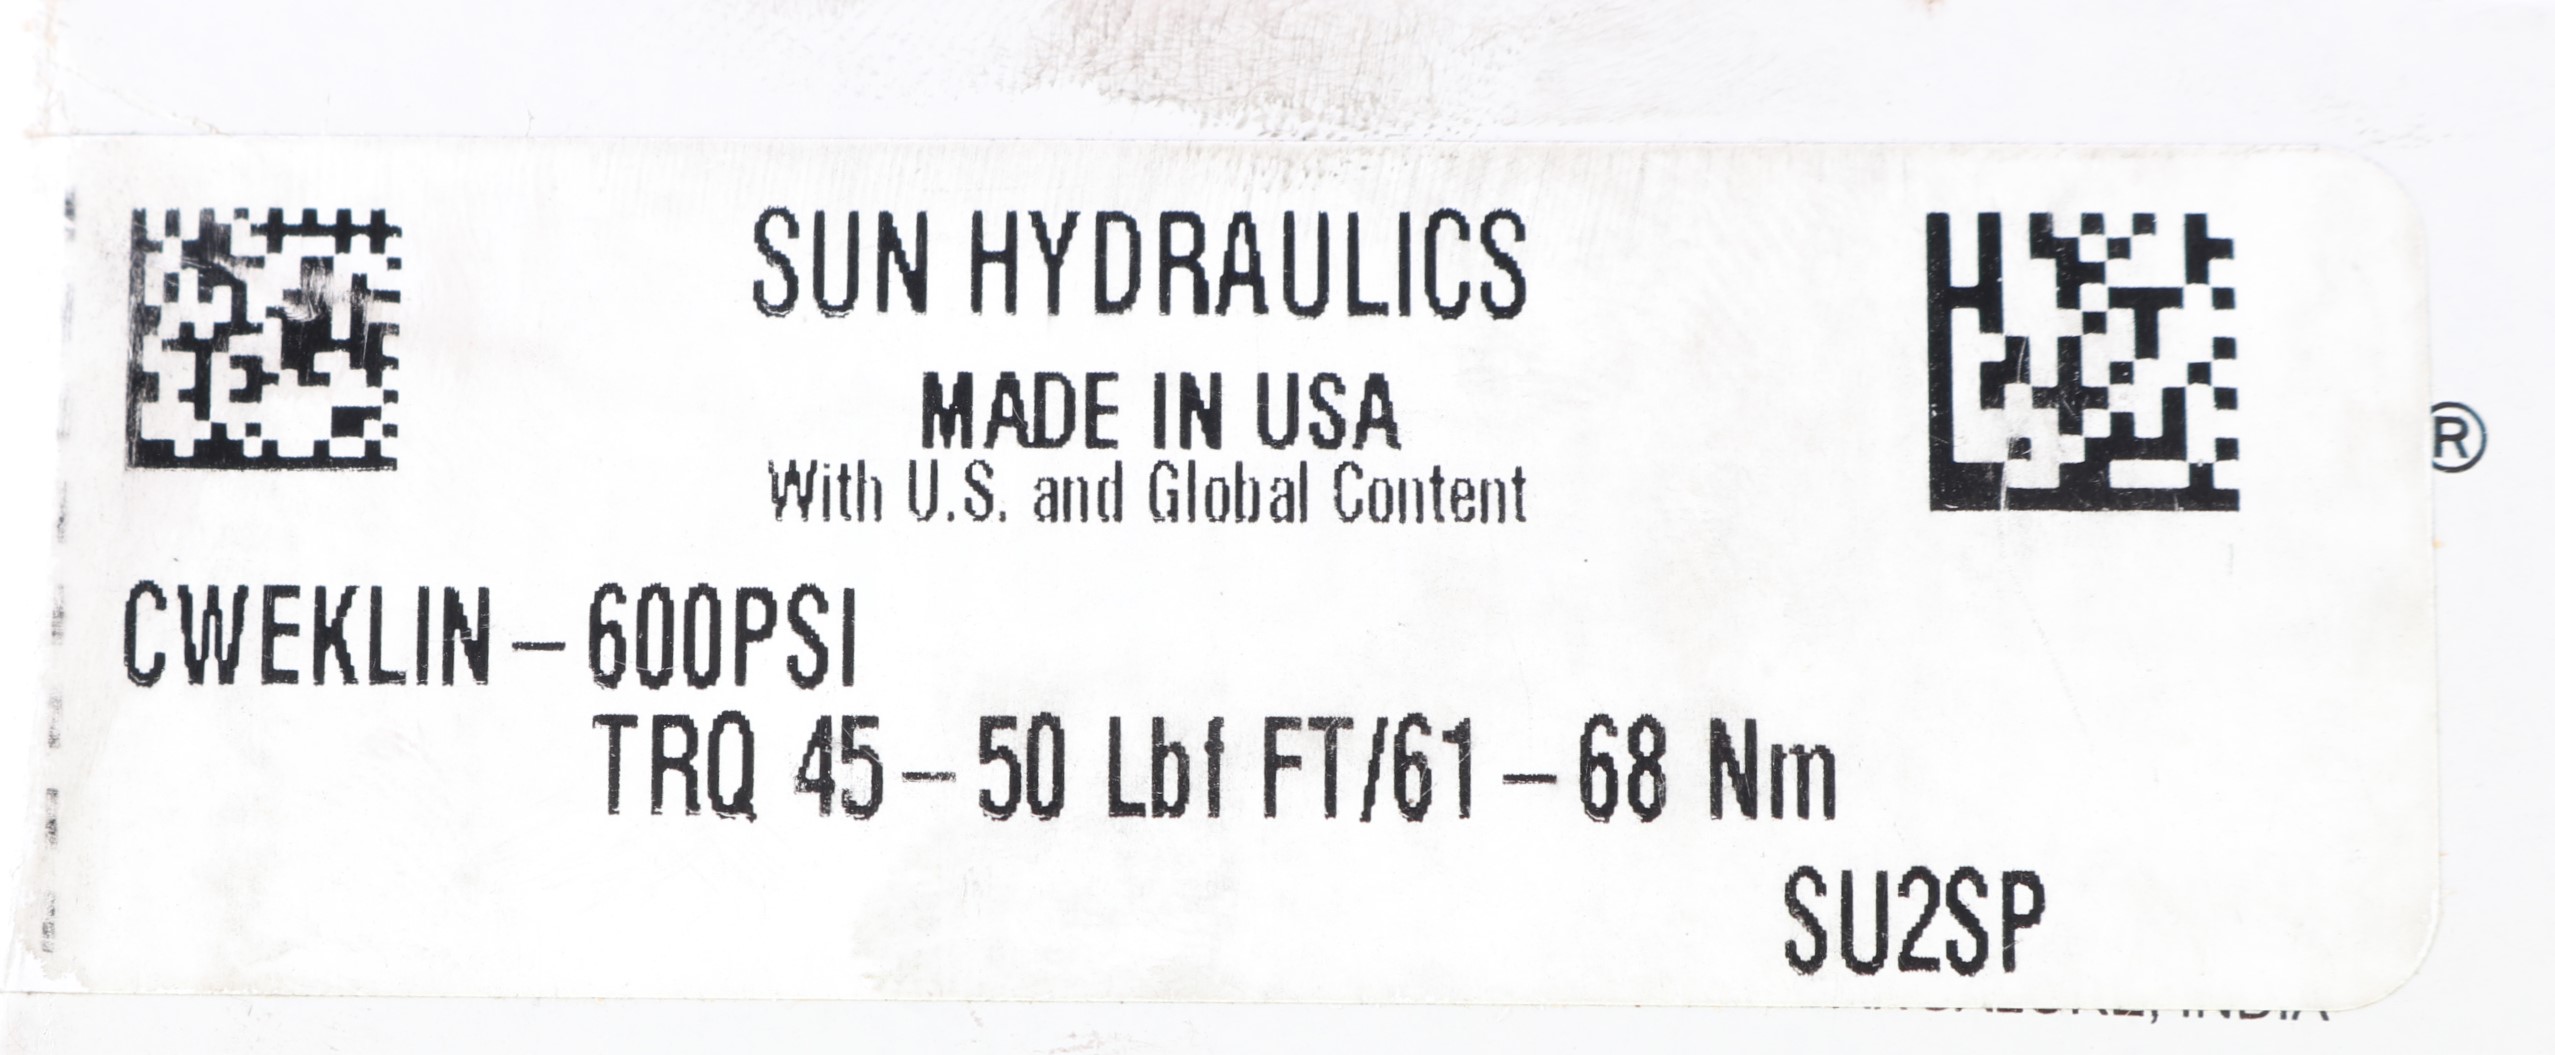 SUN HYDRAULICS
MADE IN USA
With U.S. and Global Content
®
CWEKLIN-600PSI
TRQ 45-50 Lbf FT/61-68 Nm
SU2SP
INDIA